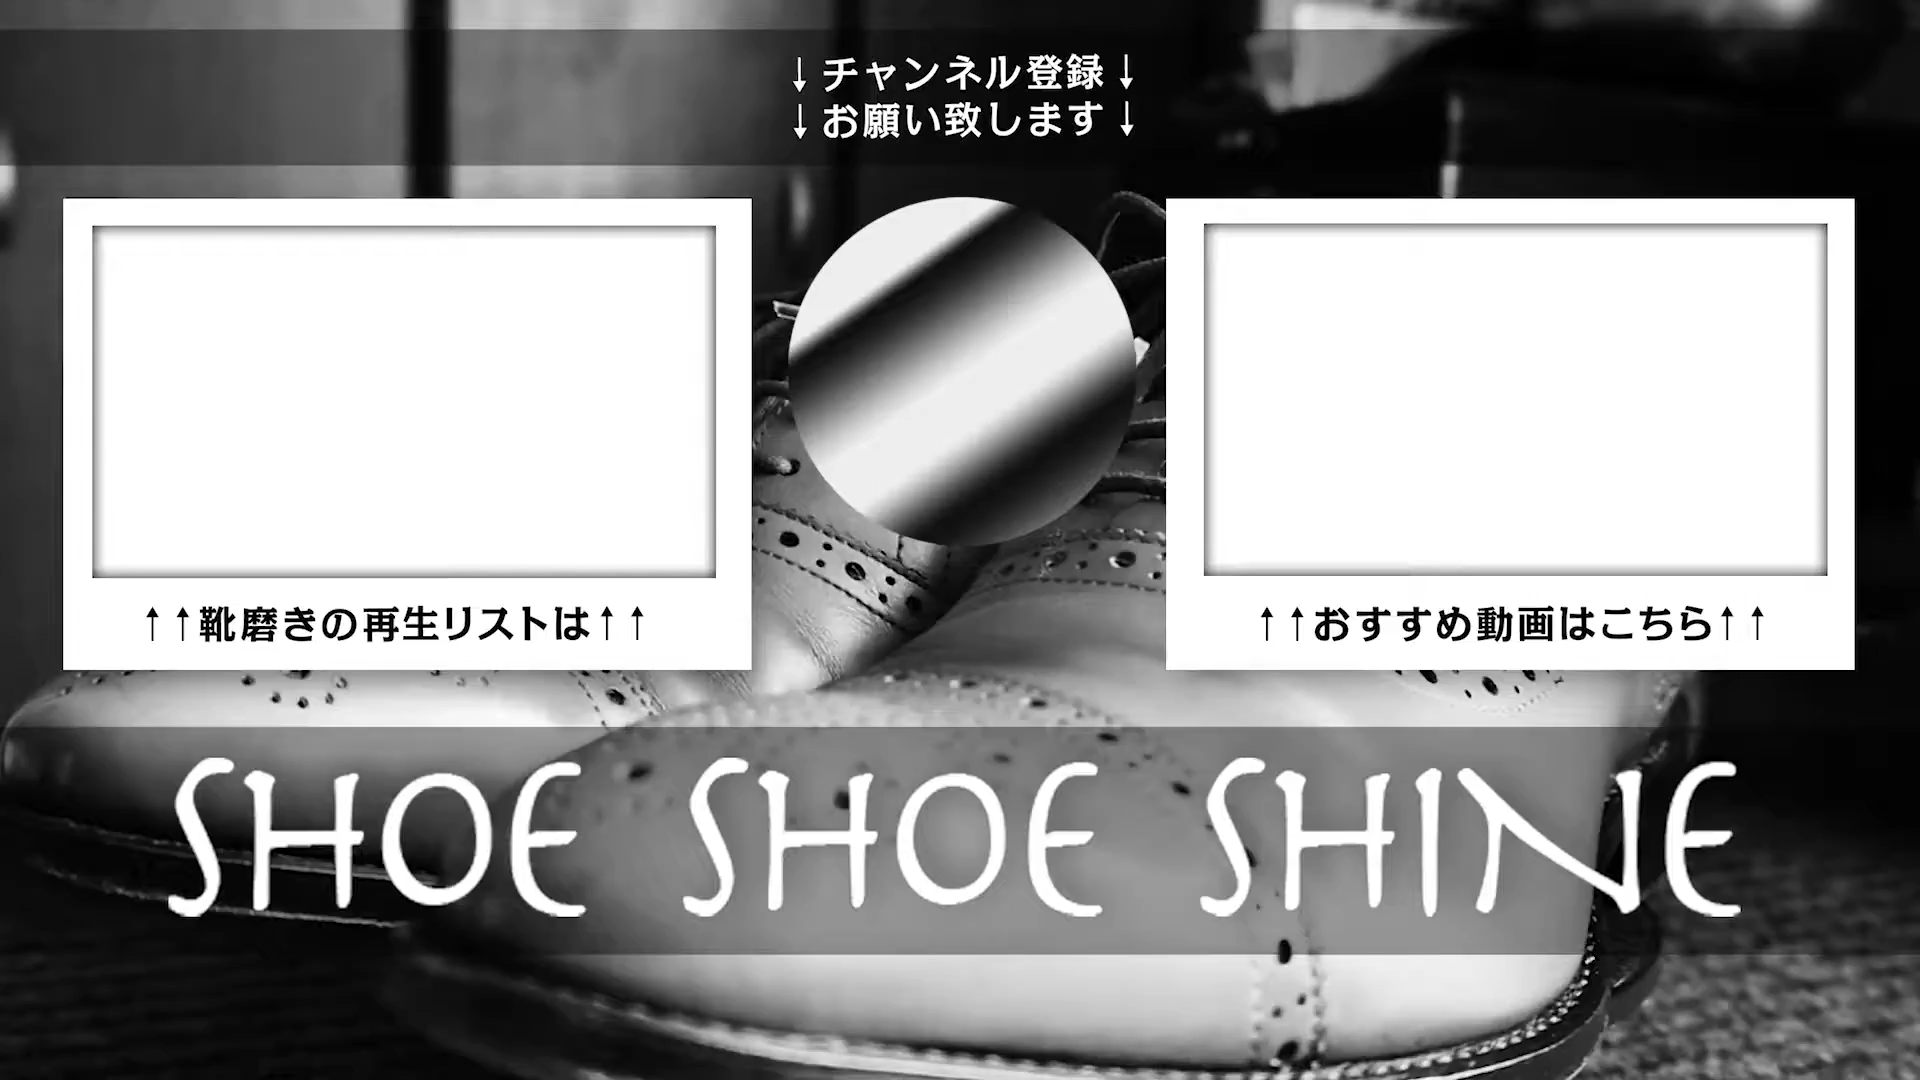 ↓チャンネル登録↓
↓お願い致します↓
↑↑靴磨きの再生リストは↑↑
↑↑おすすめ動画はこちら↑↑
SHOE SHOE SHINE